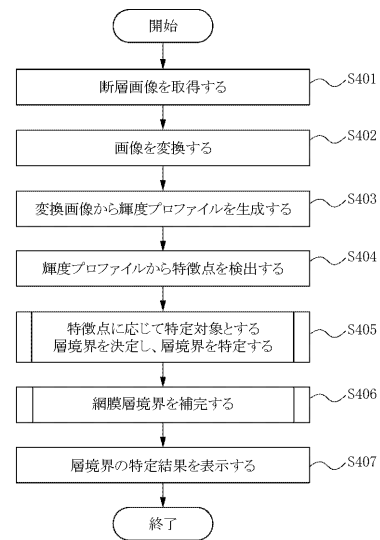 開始
断層画像を取得する
S401
画像を変換する
S402
変換画像から輝度プロファイルを生成する
S403
輝度プロファイルから特徴点を検出する
S404
特徴点に応じて特定対象とする
層境界を決定し、層境界を特定する
S405
網膜層境界を補完する
S406
層境界の特定結果を表示する
S407
終了